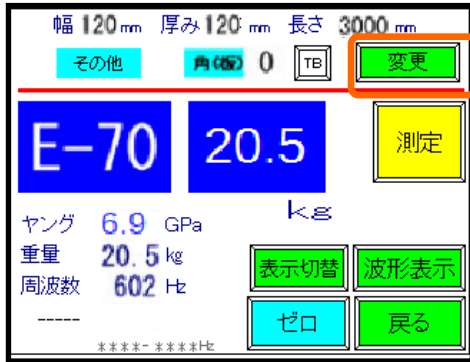 幅 120 mm 厚み 120 mm 長さ 3000 mm
その他 角(板) 0 TB 変更
E-70 20.5 測定
kg
ヤング 6.9 GPa
重量 20.5 kg
周波数 602 Hz
表示切替 波形表示
-----
****-****Hz
ゼロ 戻る